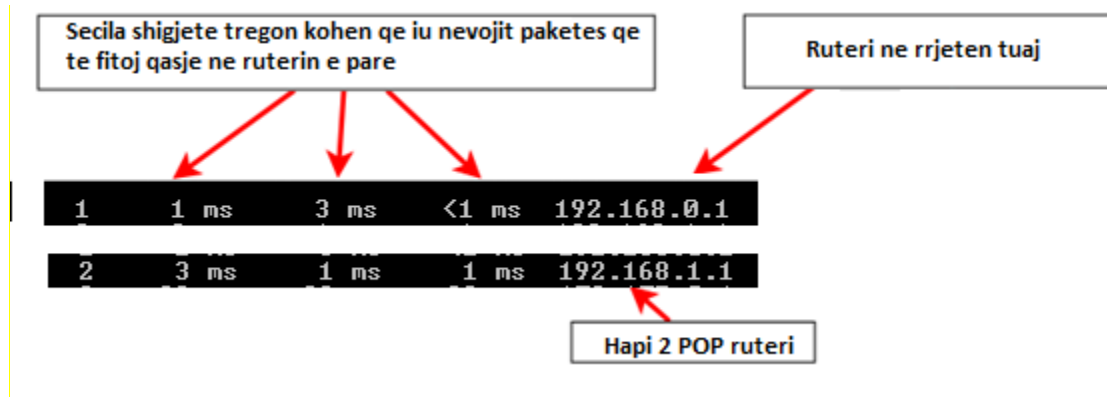 Secila shigjete tregon kohen qe iu nevojit paketes qe
te fitoj qasje ne ruterin e pare
Ruteri ne rrjeten tuaj
1 1 ms 3 ms <1 ms 192.168.0.1
2 3 ms 1 ms 1 ms 192.168.1.1
Hapi 2 POP ruteri